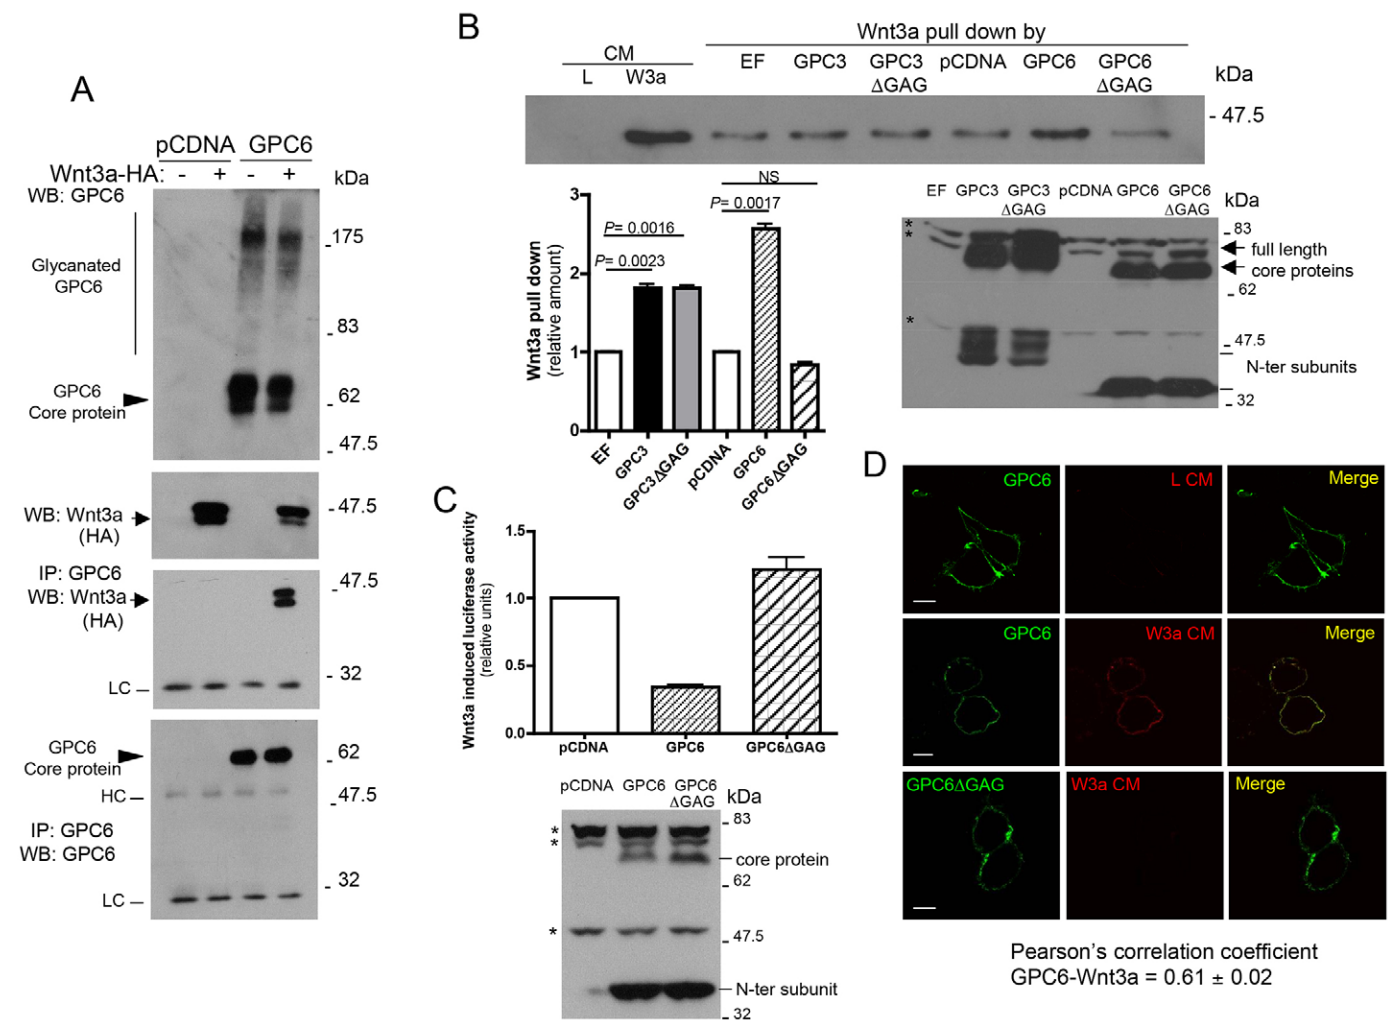 A
pCDNA GPC6
Wnt3a-HA: - + - +
kDa
WB: GPC6
175
Glycanated
GPC6
83
GPC6
Core protein
62
47.5
47.5
WB: Wnt3a
(HA)
IP: GPC6
WB: Wnt3a
(HA)
47.5
32
LC
GPC6
Core protein
62
HC
47.5
IP: GPC6
WB: GPC6
32
LC
B
Wnt3a pull down by
CM
L W3a
EF GPC3 GPC3 ΔGAG pCDNA GPC6 GPC6 ΔGAG
kDa
- 47.5
Wnt3a pull down
(relative amount)
3
2
1
0
NS
P= 0.0017
P= 0.0016
P= 0.0023
EF GPC3 GPC3ΔGAG pCDNA GPC6 GPC6ΔGAG
EF GPC3 GPC3 ΔGAG pCDNA GPC6 GPC6 ΔGAG
kDa
*
*
83
full length
core proteins
62
*
47.5
N-ter subunits
32
C
Wnt3a induced luciferase activity
(relative units)
1.5
1.0
0.5
0.0
pCDNA GPC6 GPC6ΔGAG
pCDNA GPC6 GPC6 ΔGAG
kDa
83
*
*
core protein
62
*
47.5
N-ter subunit
32
D
GPC6 L CM Merge
GPC6 W3a CM Merge
GPC6ΔGAG W3a CM Merge
Pearson's correlation coefficient
GPC6-Wnt3a = 0.61 ± 0.02